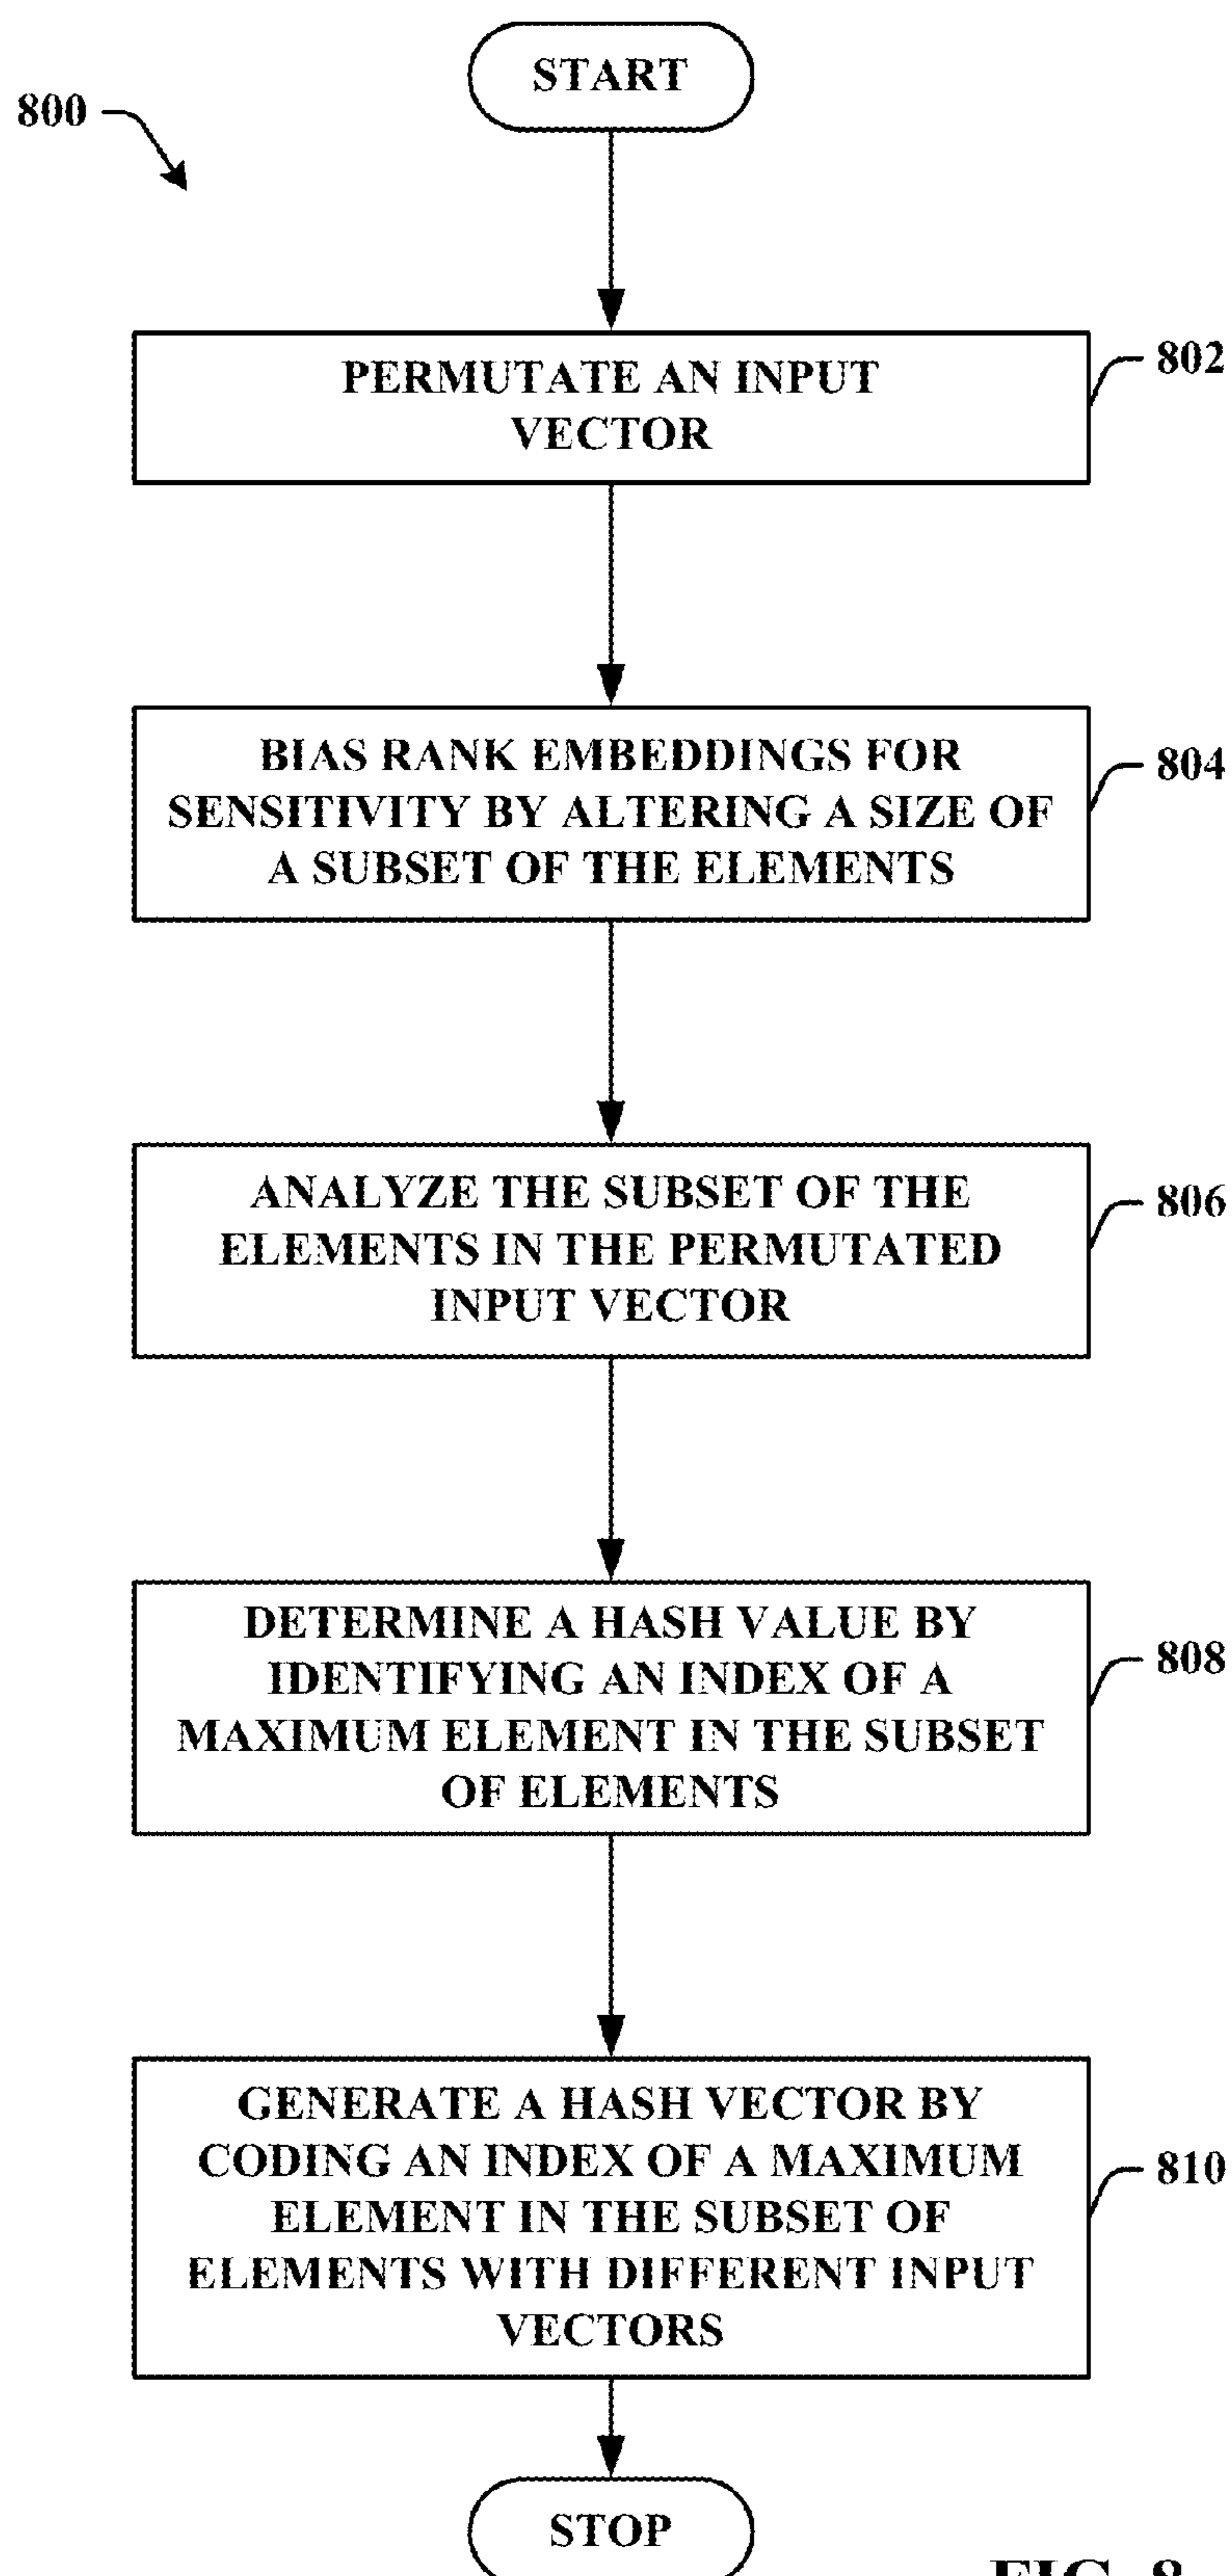 START
800
PERMUTATE AN INPUT
VECTOR
802
BIAS RANK EMBEDDINGS FOR
SENSITIVITY BY ALTERING A SIZE OF
A SUBSET OF THE ELEMENTS
804
ANALYZE THE SUBSET OF THE
ELEMENTS IN THE PERMUTATED
INPUT VECTOR
806
DETERMINE A HASH VALUE BY
IDENTIFYING AN INDEX OF A
MAXIMUM ELEMENT IN THE SUBSET
OF ELEMENTS
808
GENERATE A HASH VECTOR BY
CODING AN INDEX OF A MAXIMUM
ELEMENT IN THE SUBSET OF
ELEMENTS WITH DIFFERENT INPUT
VECTORS
810
STOP
FIG. 8